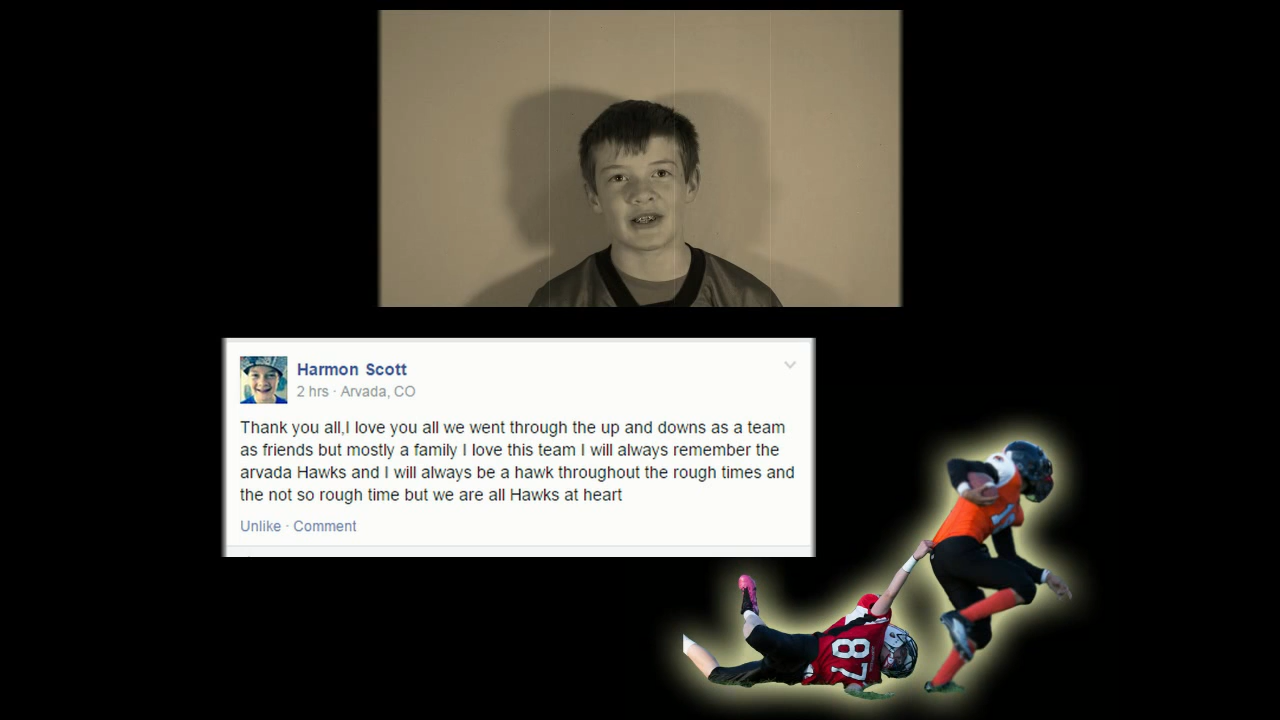 Harmon Scott
2 hrs · Arvada, CO
Thank you all,I love you all we went through the up and downs as a team
as friends but mostly a family I love this team I will always remember the
arvada Hawks and I will always be a hawk throughout the rough times and
the not so rough time but we are all Hawks at heart
Unlike · Comment
87